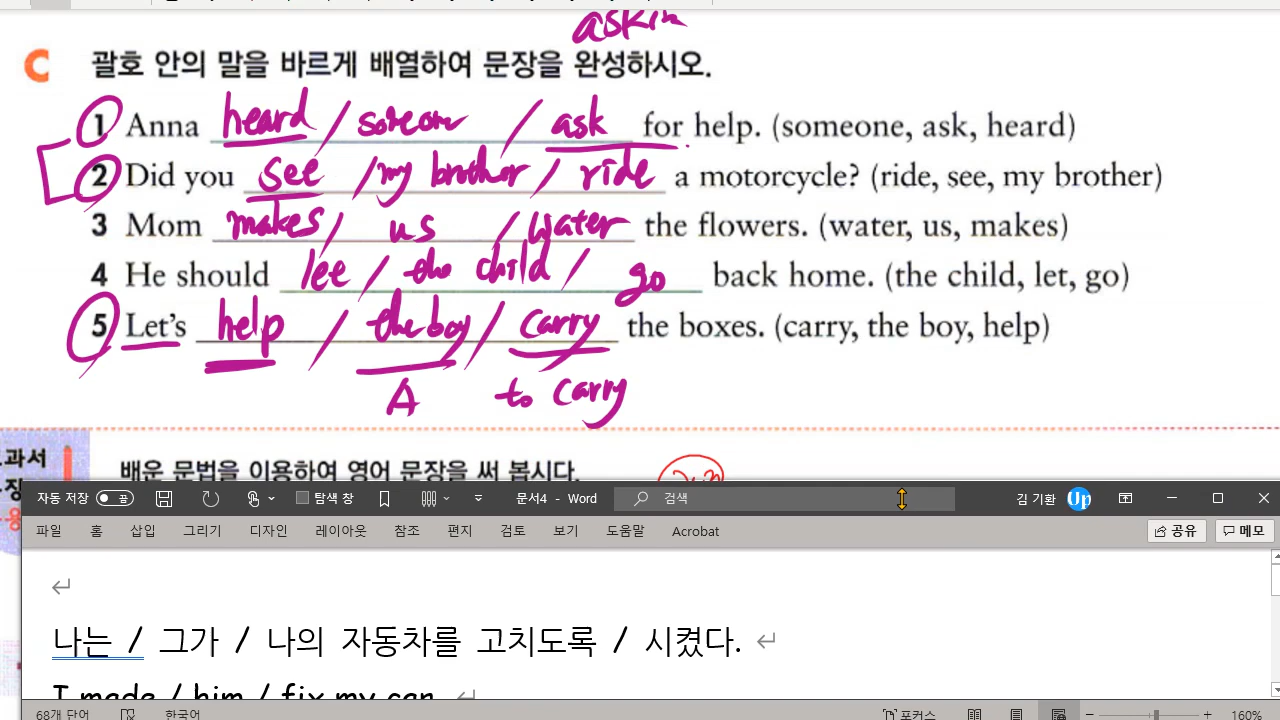 askin
C 괄호 안의 말을 바르게 배열하여 문장을 완성하시오.
1 Anna heard / someone / ask for help. (someone, ask, heard)
2 Did you see / my brother / ride a motorcycle? (ride, see, my brother)
3 Mom makes / us / water the flowers. (water, us, makes)
4 He should let / the child / go back home. (the child, let, go)
5 Let's help / the boy / carry the boxes. (carry, the boy, help)
A to carry
과서
배운 문법을 이용하여 영어 문장을 써 봅시다.
자동 저장 끔 탐색 창 문서4 - Word 검색 김 기환 Up
파일 홈 삽입 그리기 디자인 레이아웃 참조 편지 검토 보기 도움말 Acrobat 공유 메모
나는 / 그가 / 나의 자동차를 고치도록 / 시켰다.
I made / him / fix my car.
68개 단어 한국어 포커스 160%